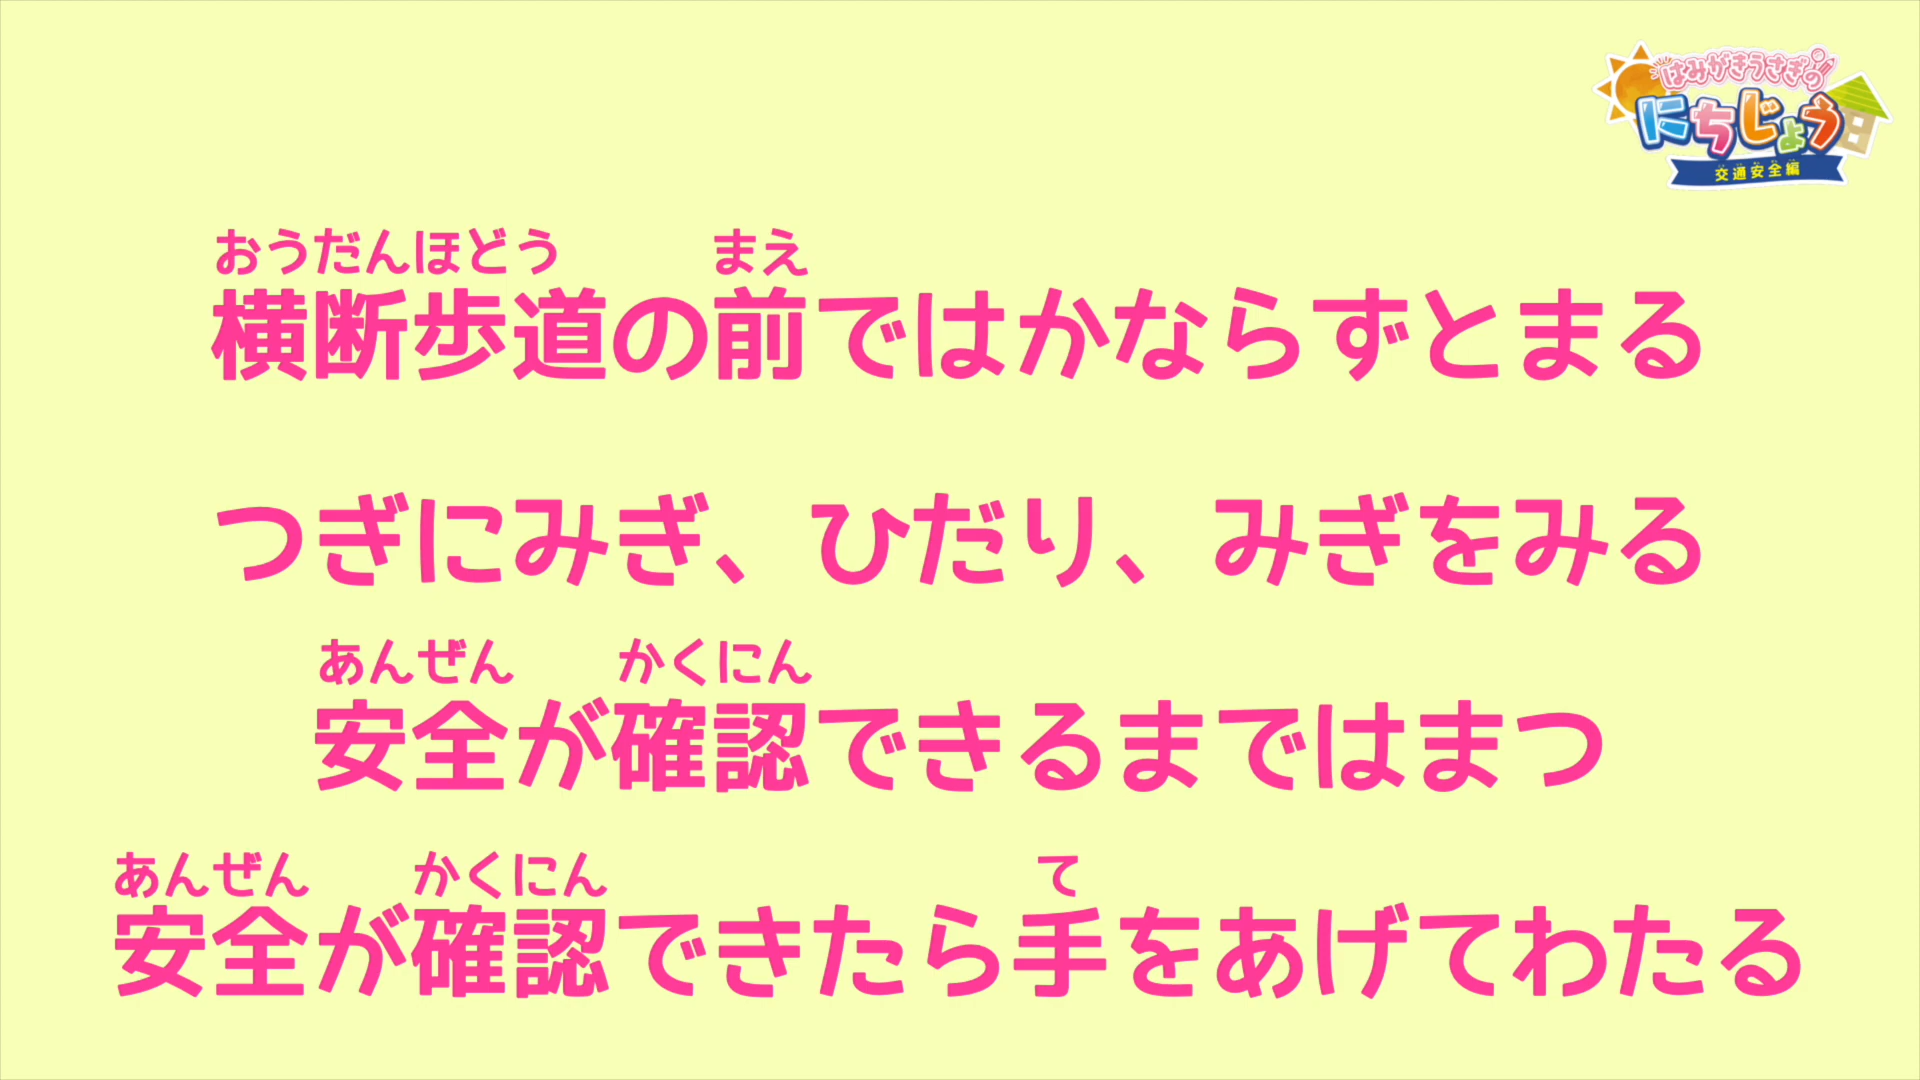 はみがきうさぎの
にちじょう
交通安全編
おうだんほどう まえ
横断歩道の前ではかならずとまる
つぎにみぎ、ひだり、みぎをみる
あんぜん かくにん
安全が確認できるまではまつ
あんぜん かくにん て
安全が確認できたら手をあげてわたる